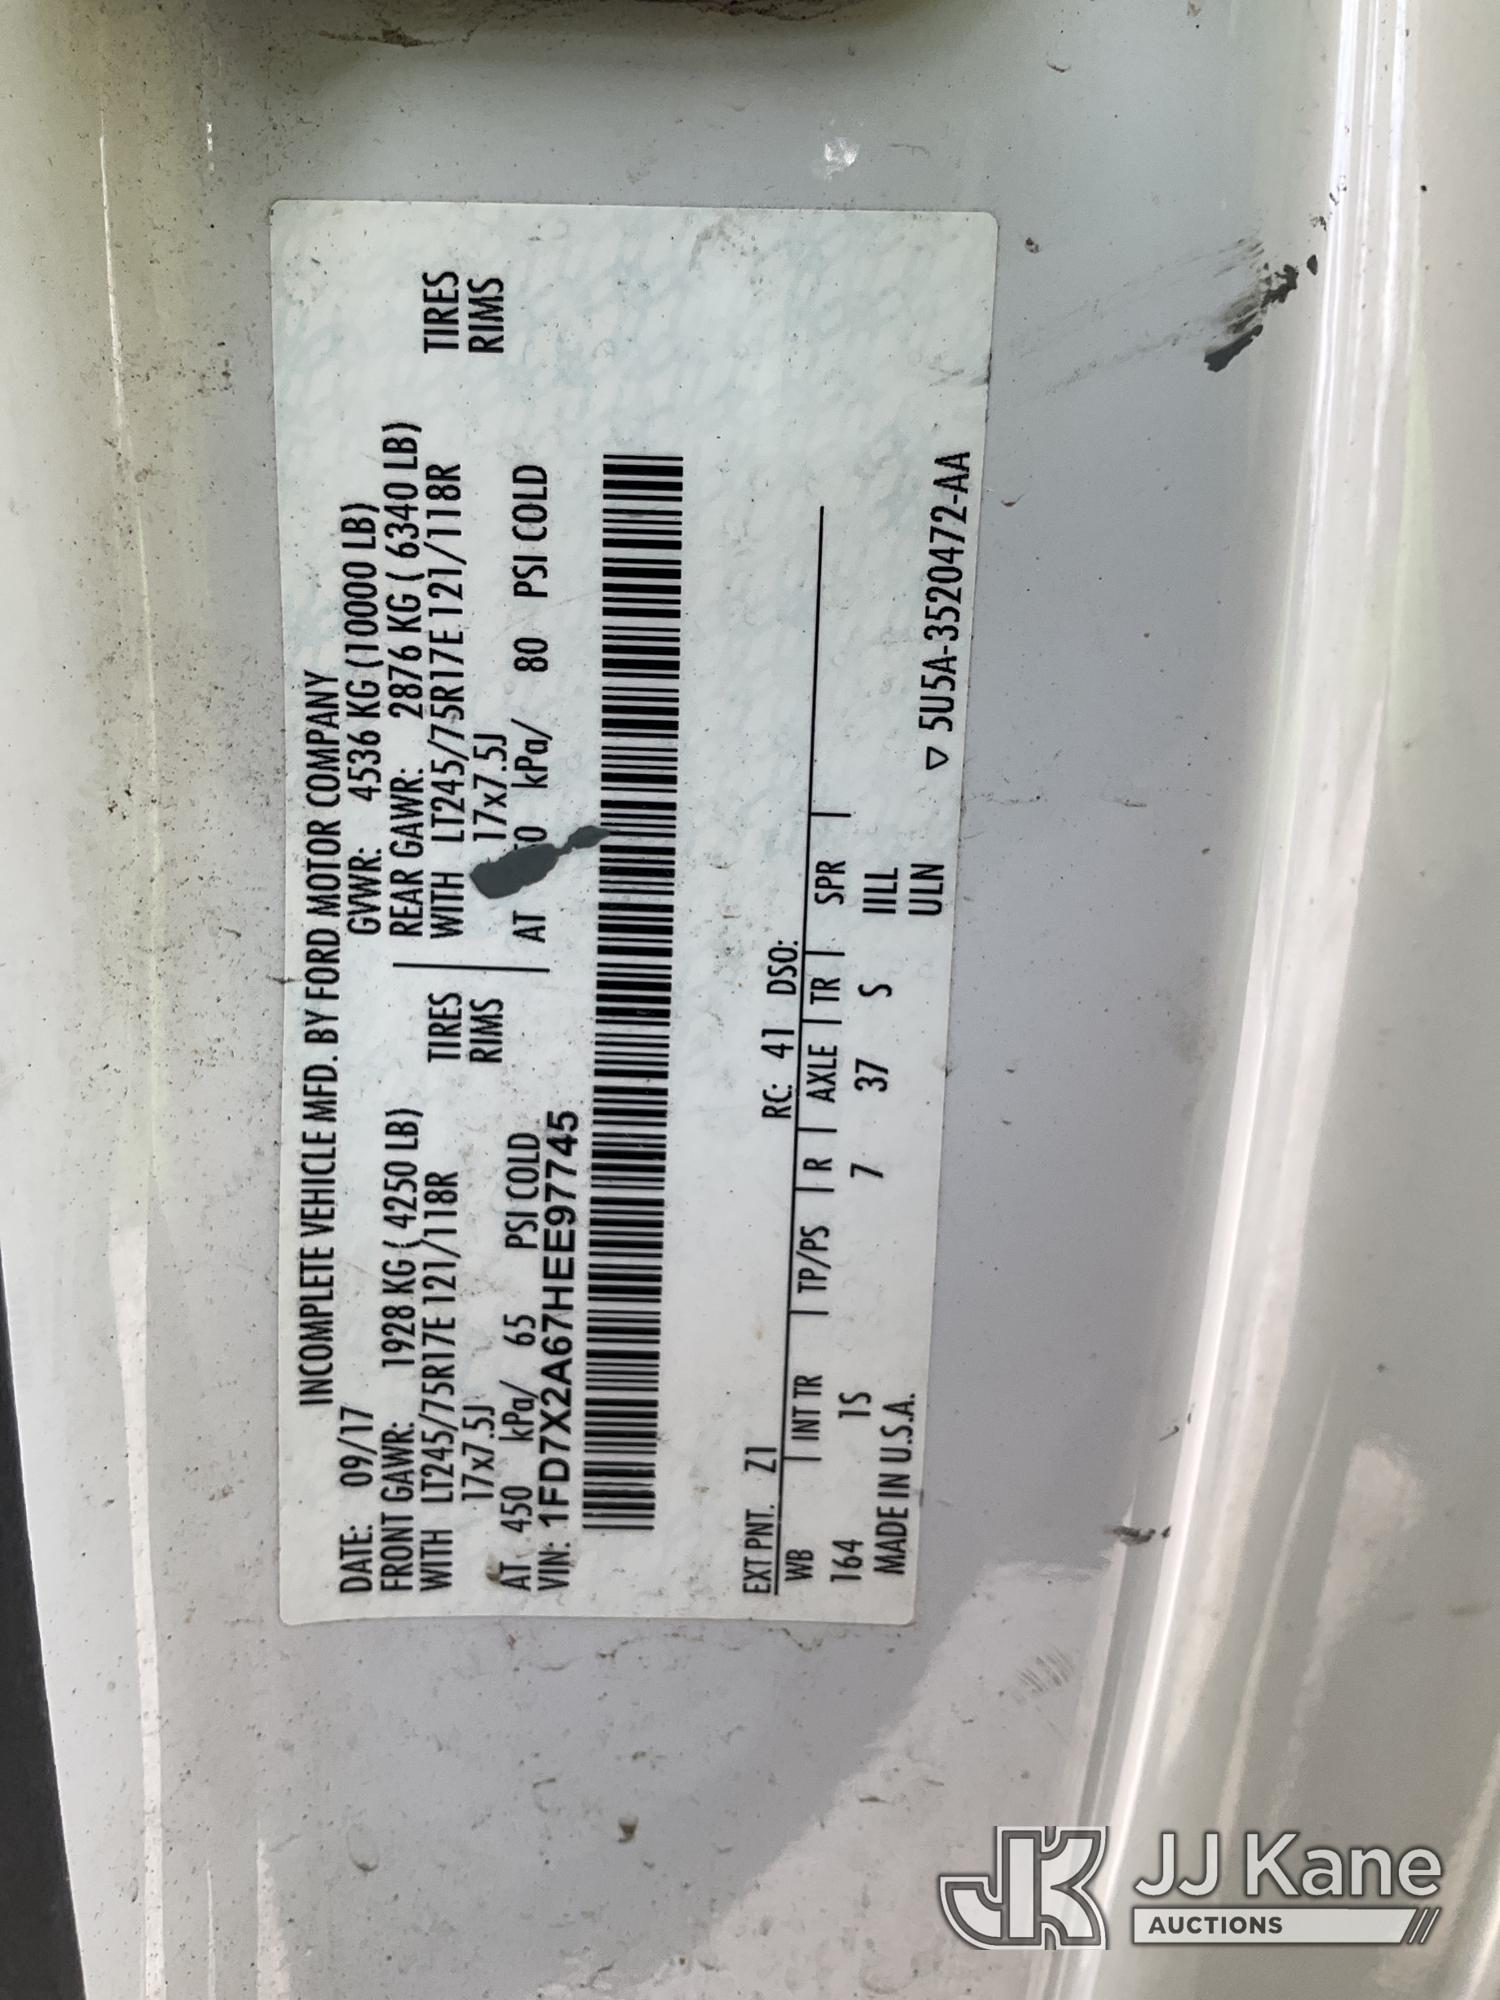 INCOMPLETE VEHICLE MFD. BY FORD MOTOR COMPANY
DATE: 09/17 GVWR: 4536 KG (10000 LB)
FRONT GAWR: 1928 KG ( 4250 LB) REAR GAWR: 2876 KG ( 6340 LB)
WITH LT245/75R17E 121/118R TIRES WITH LT245/75R17E 121/118R TIRES
17x7.5J RIMS 17x7.5J RIMS
AT 450 kPa/ 65 PSI COLD AT kPa/ 80 PSI COLD
VIN: 1FD7X2A67HEE97745
EXT PNT. Z1 RC: 41 DSO:
WB | INT TR | TP/PS | R | AXLE | TR | SPR |
164 1S 7 37 S IILL
MADE IN U.S.A. ULN ▽ 5U5A-3520472-AA
JK JJ Kane
AUCTIONS